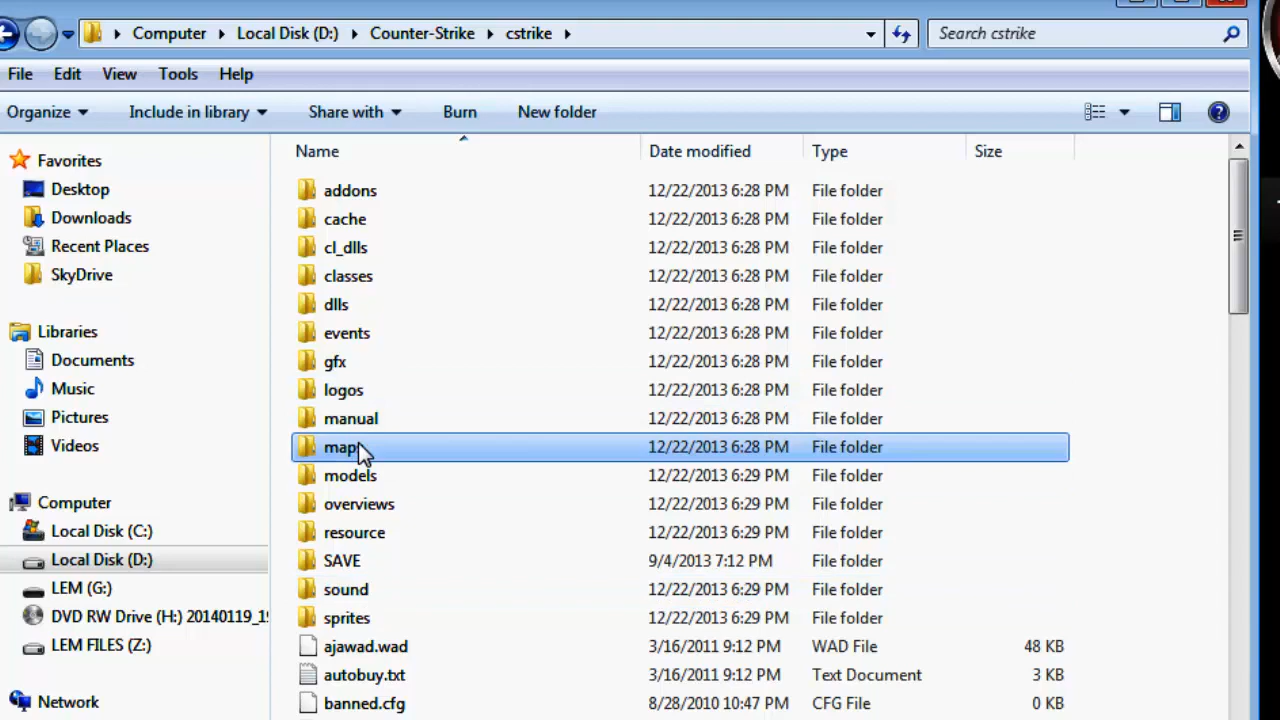 Computer Local Disk (D:) Counter-Strike cstrike Search cstrike
File Edit View Tools Help
Organize Include in library Share with Burn New folder
Favorites
Desktop
Downloads
Recent Places
SkyDrive
Libraries
Documents
Music
Pictures
Videos
Computer
Local Disk (C:)
Local Disk (D:)
LEM (G:)
DVD RW Drive (H:) 20140119_1
LEM FILES (Z:)
Network
Name Date modified Type Size
addons 12/22/2013 6:28 PM File folder
cache 12/22/2013 6:28 PM File folder
cl_dlls 12/22/2013 6:28 PM File folder
classes 12/22/2013 6:28 PM File folder
dlls 12/22/2013 6:28 PM File folder
events 12/22/2013 6:28 PM File folder
gfx 12/22/2013 6:28 PM File folder
logos 12/22/2013 6:28 PM File folder
manual 12/22/2013 6:28 PM File folder
map 12/22/2013 6:28 PM File folder
models 12/22/2013 6:29 PM File folder
overviews 12/22/2013 6:29 PM File folder
resource 12/22/2013 6:29 PM File folder
SAVE 9/4/2013 7:12 PM File folder
sound 12/22/2013 6:29 PM File folder
sprites 12/22/2013 6:29 PM File folder
ajawad.wad 3/16/2011 9:12 PM WAD File 48 KB
autobuy.txt 3/16/2011 9:12 PM Text Document 3 KB
banned.cfg 8/28/2010 10:47 PM CFG File 0 KB